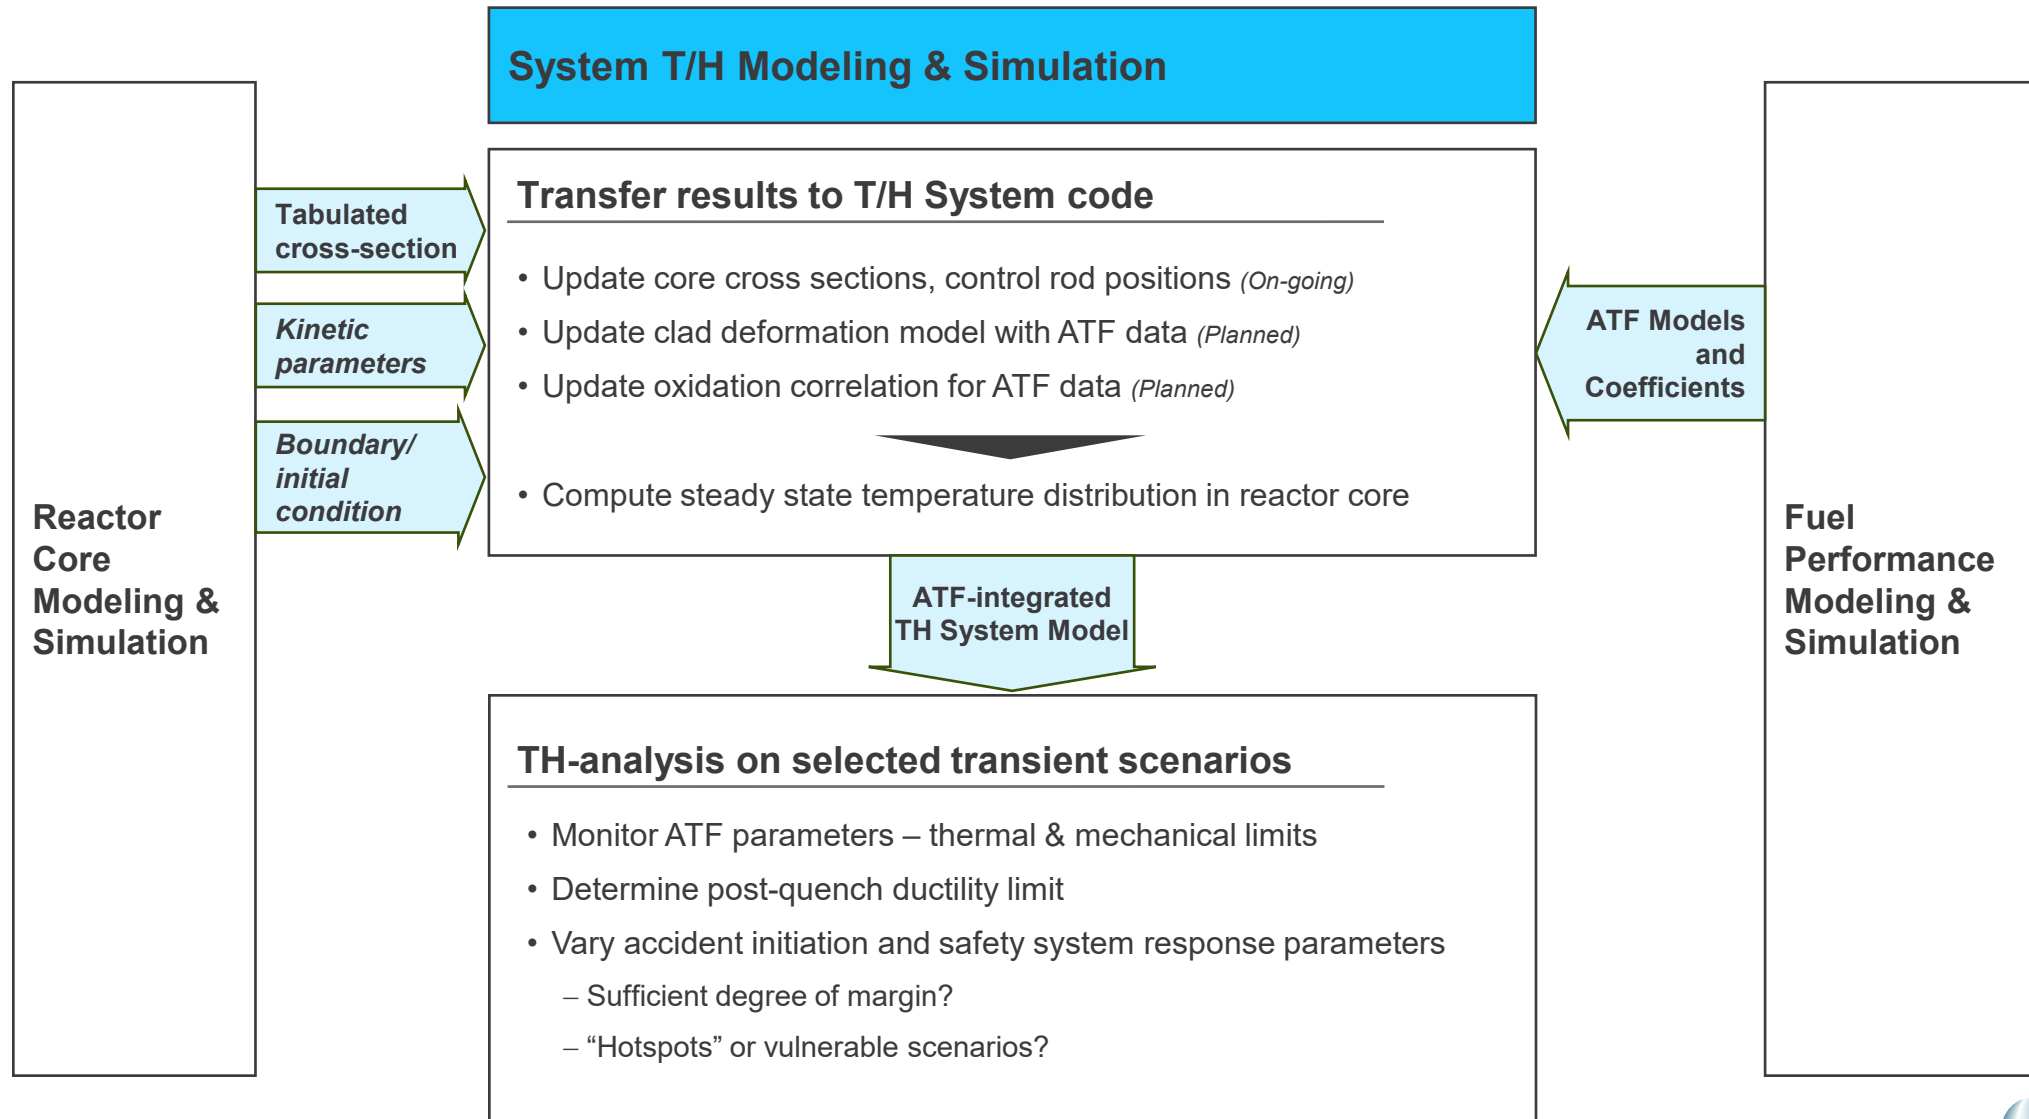 System T/H Modeling & Simulation
Reactor
Core
Modeling &
Simulation
Tabulated
cross-section
Kinetic
parameters
Boundary/
initial
condition
Transfer results to T/H System code
• Update core cross sections, control rod positions (On-going)
• Update clad deformation model with ATF data (Planned)
• Update oxidation correlation for ATF data (Planned)
• Compute steady state temperature distribution in reactor core
ATF Models
and
Coefficients
Fuel
Performance
Modeling &
Simulation
ATF-integrated
TH System Model
TH-analysis on selected transient scenarios
• Monitor ATF parameters – thermal & mechanical limits
• Determine post-quench ductility limit
• Vary accident initiation and safety system response parameters
– Sufficient degree of margin?
– “Hotspots” or vulnerable scenarios?